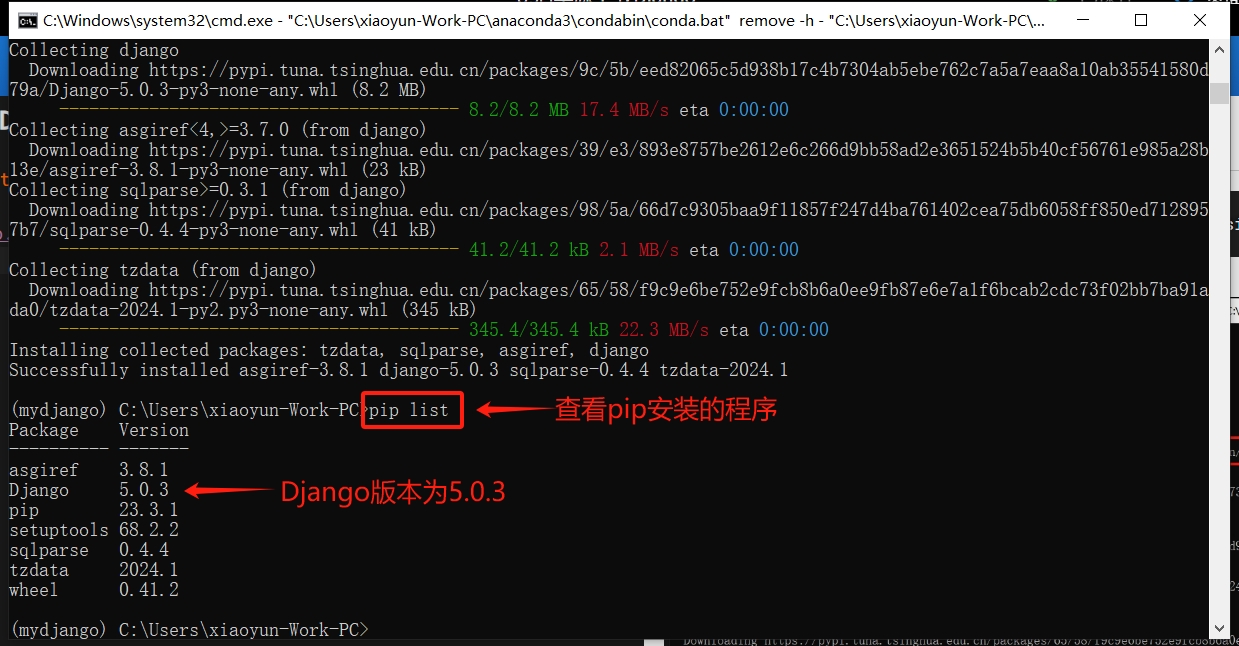 C:\Windows\system32\cmd.exe - "C:\Users\xiaoyun-Work-PC\anaconda3\condabin\conda.bat" remove -h - "C:\Users\xiaoyun-Work-PC\...
Collecting django
Downloading https://pypi.tuna.tsinghua.edu.cn/packages/9c/5b/eed82065c5d938b17c4b7304ab5ebe762c7a5a7eaa8a10ab35541580d
79a/Django-5.0.3-py3-none-any.whl (8.2 MB)
---------------------------------------- 8.2/8.2 MB 17.4 MB/s eta 0:00:00
Collecting asgiref<4,>=3.7.0 (from django)
Downloading https://pypi.tuna.tsinghua.edu.cn/packages/39/e3/893e8757be2612e6c266d9bb58ad2e3651524b5b40cf56761e985a28b
13e/asgiref-3.8.1-py3-none-any.whl (23 kB)
Collecting sqlparse>=0.3.1 (from django)
Downloading https://pypi.tuna.tsinghua.edu.cn/packages/98/5a/66d7c9305baa9f11857f247d4ba761402cea75db6058ff850ed712895
7b7/sqlparse-0.4.4-py3-none-any.whl (41 kB)
---------------------------------------- 41.2/41.2 kB 2.1 MB/s eta 0:00:00
Collecting tzdata (from django)
Downloading https://pypi.tuna.tsinghua.edu.cn/packages/65/58/f9c9e6be752e9fcb8b6a0ee9fb87e6e7a1f6bcab2cdc73f02bb7ba91a
da0/tzdata-2024.1-py2.py3-none-any.whl (345 kB)
---------------------------------------- 345.4/345.4 kB 22.3 MB/s eta 0:00:00
Installing collected packages: tzdata, sqlparse, asgiref, django
Successfully installed asgiref-3.8.1 django-5.0.3 sqlparse-0.4.4 tzdata-2024.1
(mydjango) C:\Users\xiaoyun-Work-PC>pip list 查看pip安装的程序
Package Version
---------- -------
asgiref 3.8.1
Django 5.0.3 Django版本为5.0.3
pip 23.3.1
setuptools 68.2.2
sqlparse 0.4.4
tzdata 2024.1
wheel 0.41.2
(mydjango) C:\Users\xiaoyun-Work-PC>